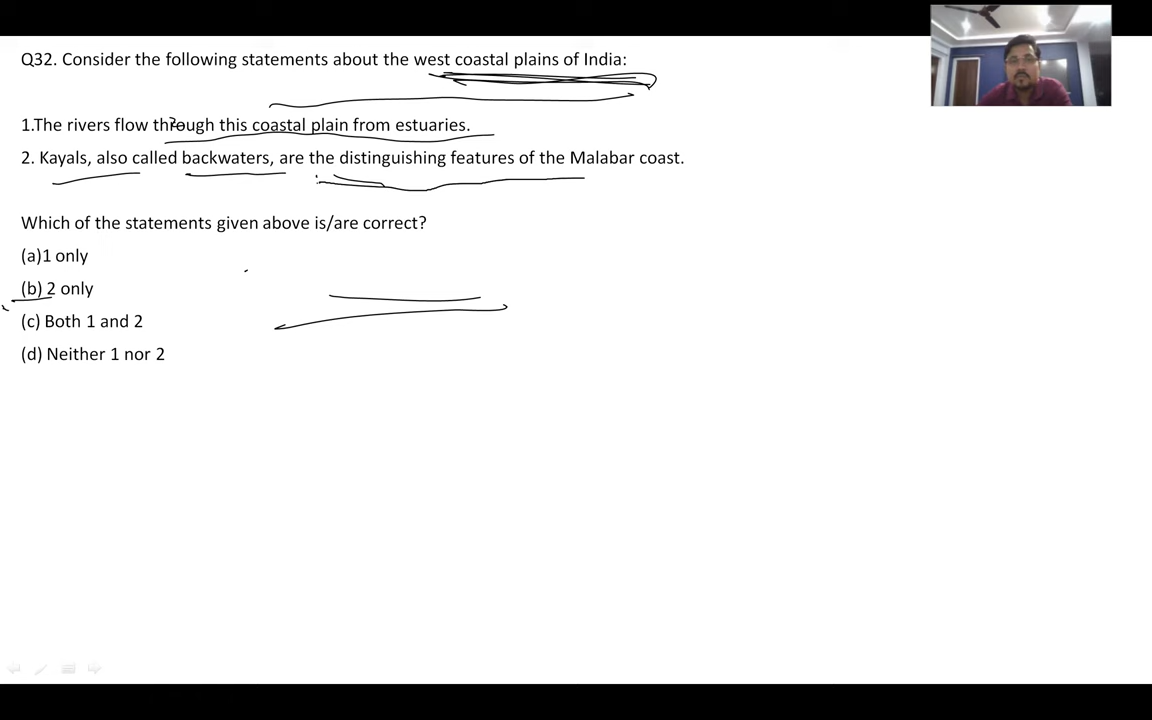 Q32. Consider the following statements about the west coastal plains of India:
1.The rivers flow through this coastal plain from estuaries.
2. Kayals, also called backwaters, are the distinguishing features of the Malabar coast.
Which of the statements given above is/are correct?
(a)1 only
(b) 2 only
(c) Both 1 and 2
(d) Neither 1 nor 2